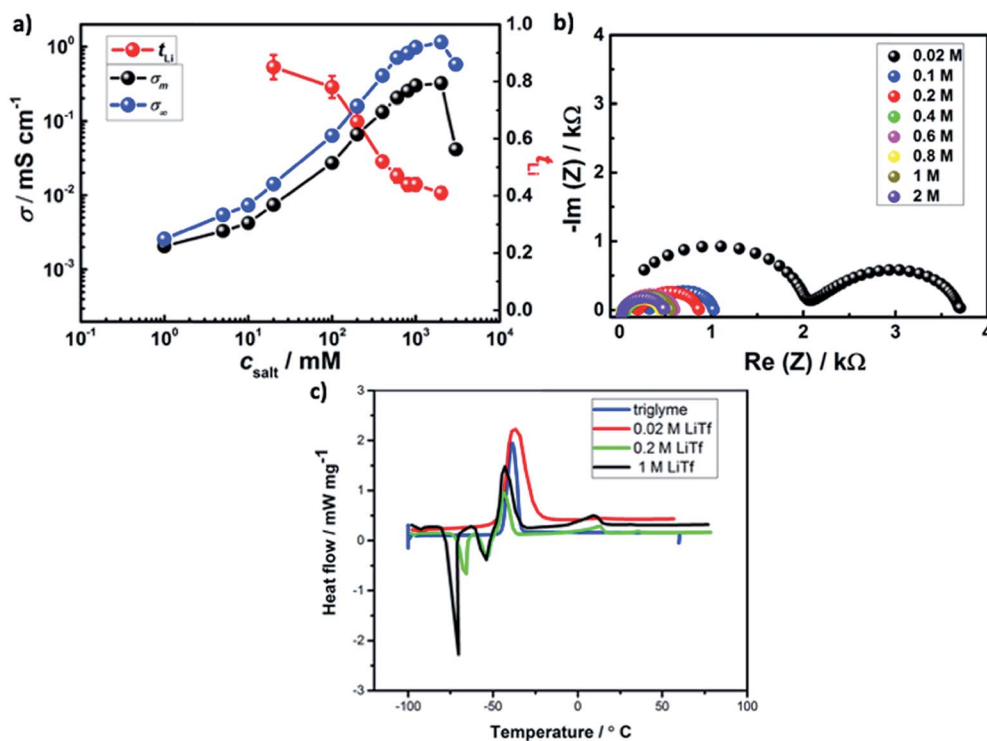 a)
σ / mS cm⁻¹
10⁰
10⁻¹
10⁻²
10⁻³
t_Li
σ_m
σ_∞
1.0
0.8
0.6
0.4
0.2
0.0
t_Li
10⁻¹ 10⁰ 10¹ 10² 10³ 10⁴
c_salt / mM
b)
-Im (Z) / kΩ
4
3
2
1
0
0.02 M
0.1 M
0.2 M
0.4 M
0.6 M
0.8 M
1 M
2 M
0 1 2 3 4
Re (Z) / kΩ
c)
Heat flow / mW mg⁻¹
3
2
1
0
-1
-2
-3
triglyme
0.02 M LiTf
0.2 M LiTf
1 M LiTf
-100 -50 0 50 100
Temperature / ° C